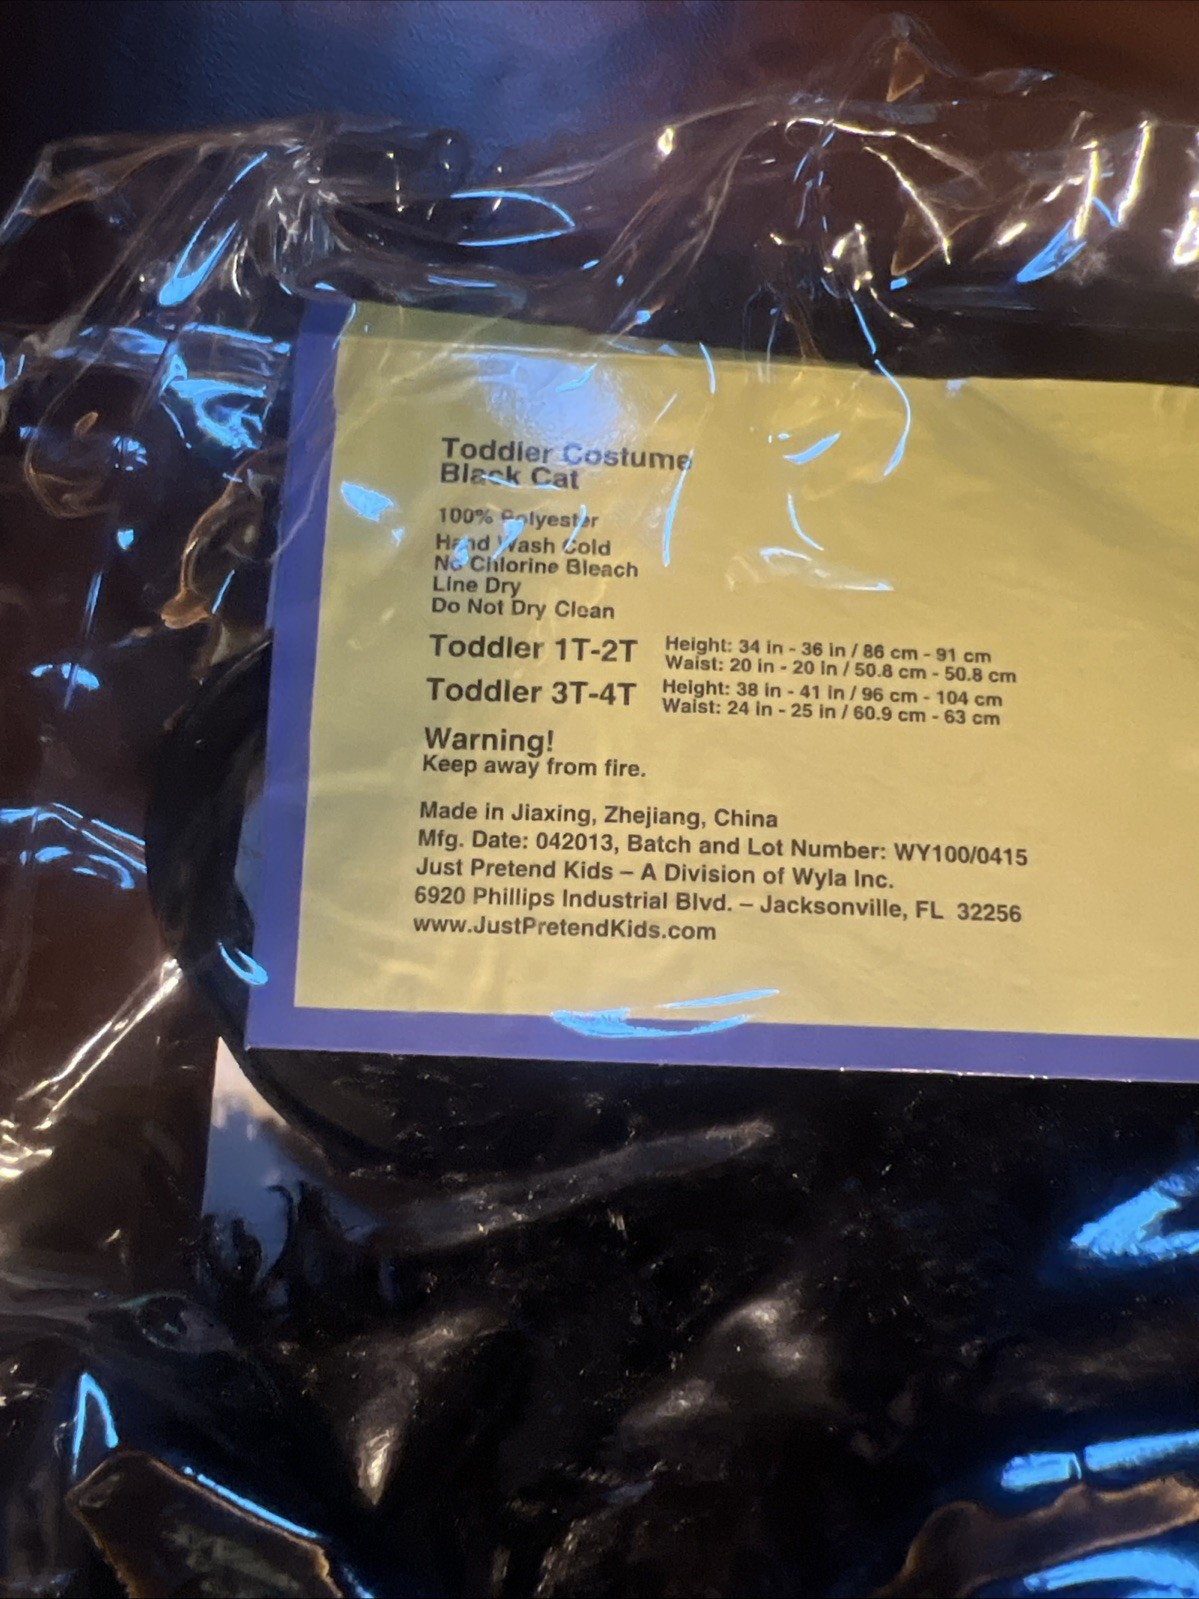 Toddler Costume
Black Cat
100% Polyester
Hand Wash Cold
No Chlorine Bleach
Line Dry
Do Not Dry Clean
Toddler 1T-2T Height: 34 in - 36 in / 86 cm - 91 cm
Waist: 20 in - 20 in / 50.8 cm - 50.8 cm
Toddler 3T-4T Height: 38 in - 41 in / 96 cm - 104 cm
Waist: 24 in - 25 in / 60.9 cm - 63 cm
Warning!
Keep away from fire.
Made in Jiaxing, Zhejiang, China
Mfg. Date: 042013, Batch and Lot Number: WY100/0415
Just Pretend Kids – A Division of Wyla Inc.
6920 Phillips Industrial Blvd. – Jacksonville, FL 32256
www.JustPretendKids.com